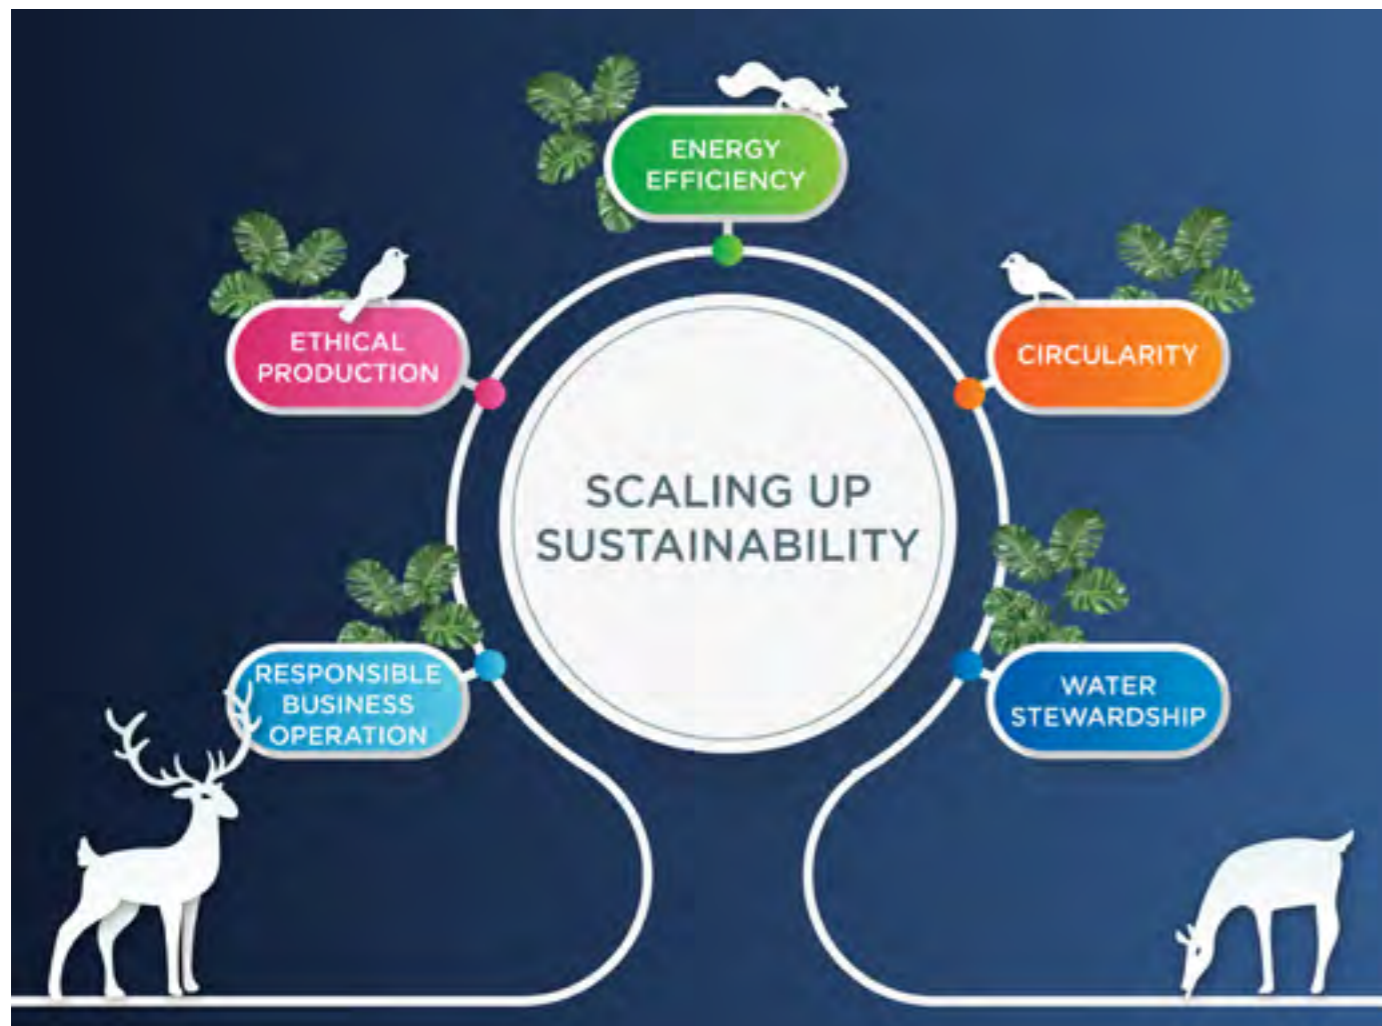 ENERGY
EFFICIENCY
ETHICAL
PRODUCTION
CIRCULARITY
SCALING UP
SUSTAINABILITY
RESPONSIBLE
BUSINESS
OPERATION
WATER
STEWARDSHIP